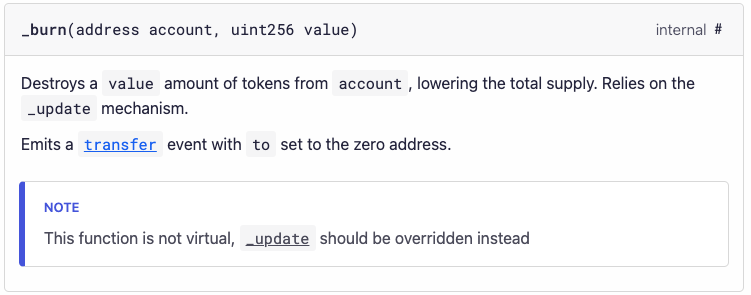 _burn(address account, uint256 value) internal #
Destroys a value amount of tokens from account, lowering the total supply. Relies on the
_update mechanism.
Emits a transfer event with to set to the zero address.
NOTE
This function is not virtual, _update should be overridden instead